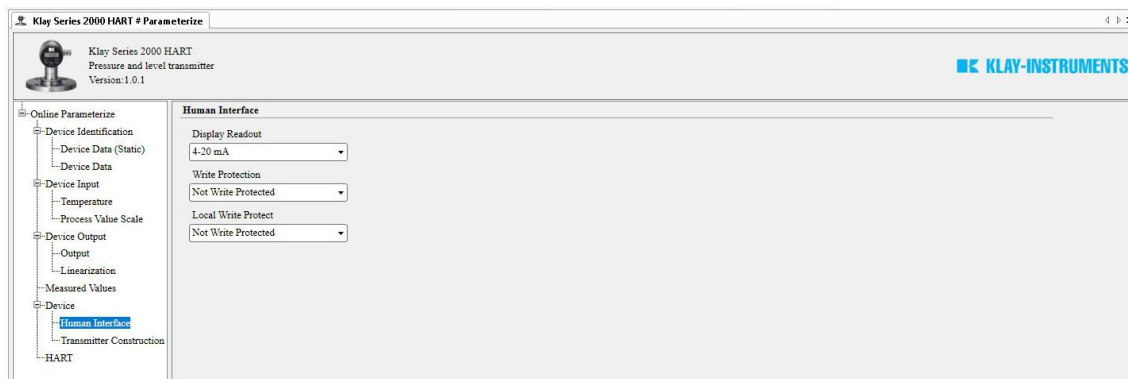 Klay Series 2000 HART # Parameterize
Klay Series 2000 HART
Pressure and level transmitter
Version:1.0.1
KLAY-INSTRUMENTS
Online Parameterize
Device Identification
Device Data (Static)
Device Data
Device Input
Temperature
Process Value Scale
Device Output
Output
Linearization
Measured Values
Device
Human Interface
Transmitter Construction
HART
Human Interface
Display Readout
4-20 mA
Write Protection
Not Write Protected
Local Write Protect
Not Write Protected